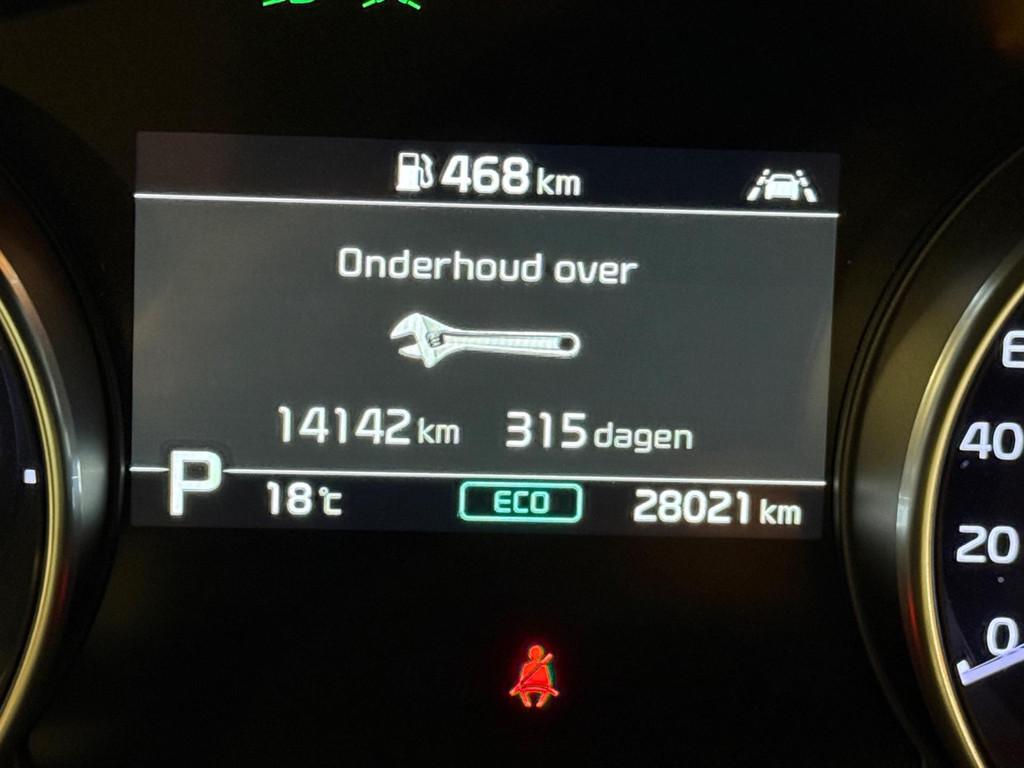 468 km
Onderhoud over
14142 km 315 dagen
P 18°C ECO 28021 km
40
20
0